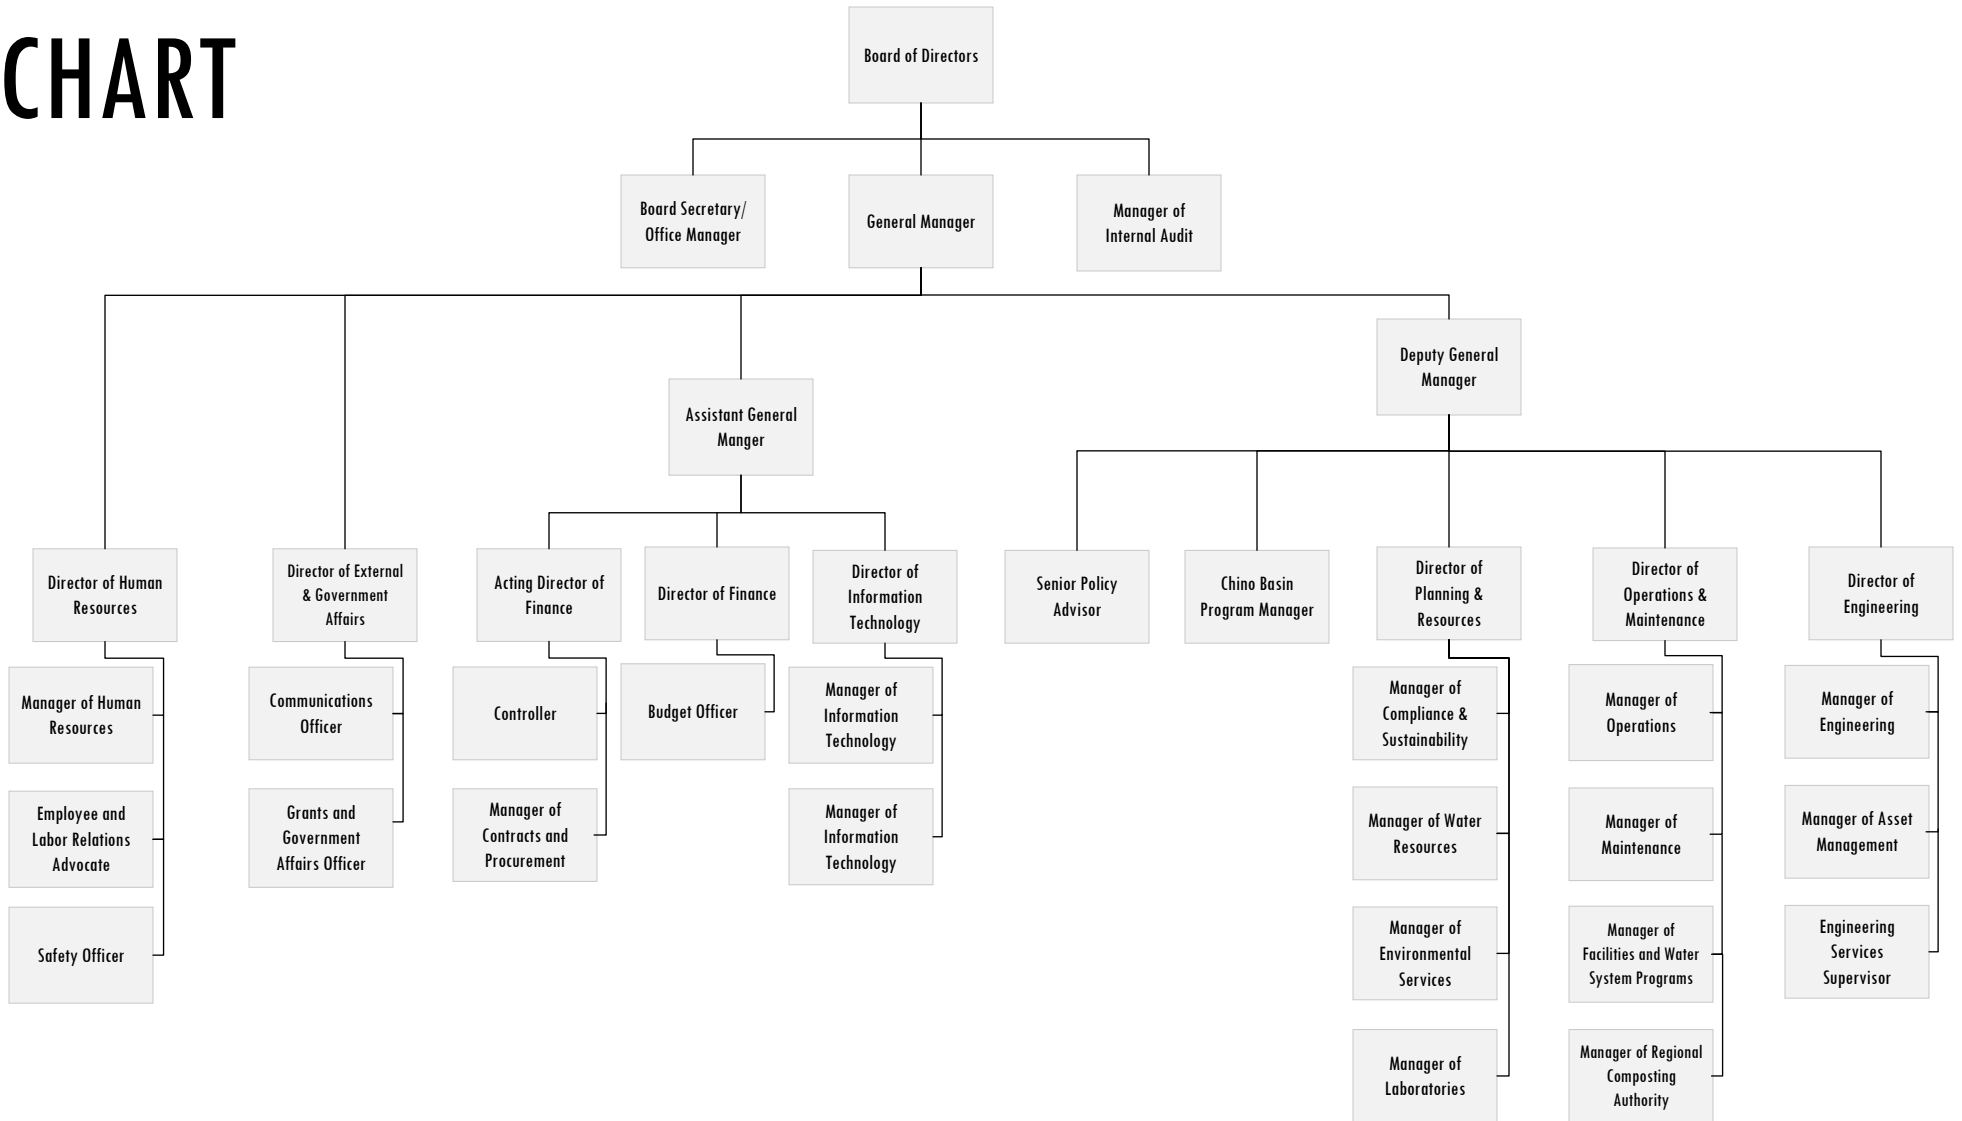 CHART
Board of Directors
Board Secretary/
Office Manager
General Manager
Manager of
Internal Audit
Deputy General
Manager
Assistant General
Manger
Director of Human
Resources
Director of External
& Government
Affairs
Acting Director of
Finance
Director of Finance
Director of
Information
Technology
Senior Policy
Advisor
Chino Basin
Program Manager
Director of
Planning &
Resources
Director of
Operations &
Maintenance
Director of
Engineering
Manager of Human
Resources
Communications
Officer
Controller
Budget Officer
Manager of
Information
Technology
Manager of
Compliance &
Sustainability
Manager of
Operations
Manager of
Engineering
Employee and
Labor Relations
Advocate
Grants and
Government
Affairs Officer
Manager of
Contracts and
Procurement
Manager of
Information
Technology
Manager of Water
Resources
Manager of
Maintenance
Manager of Asset
Management
Safety Officer
Manager of
Environmental
Services
Manager of
Facilities and Water
System Programs
Engineering
Services
Supervisor
Manager of
Laboratories
Manager of Regional
Composting
Authority